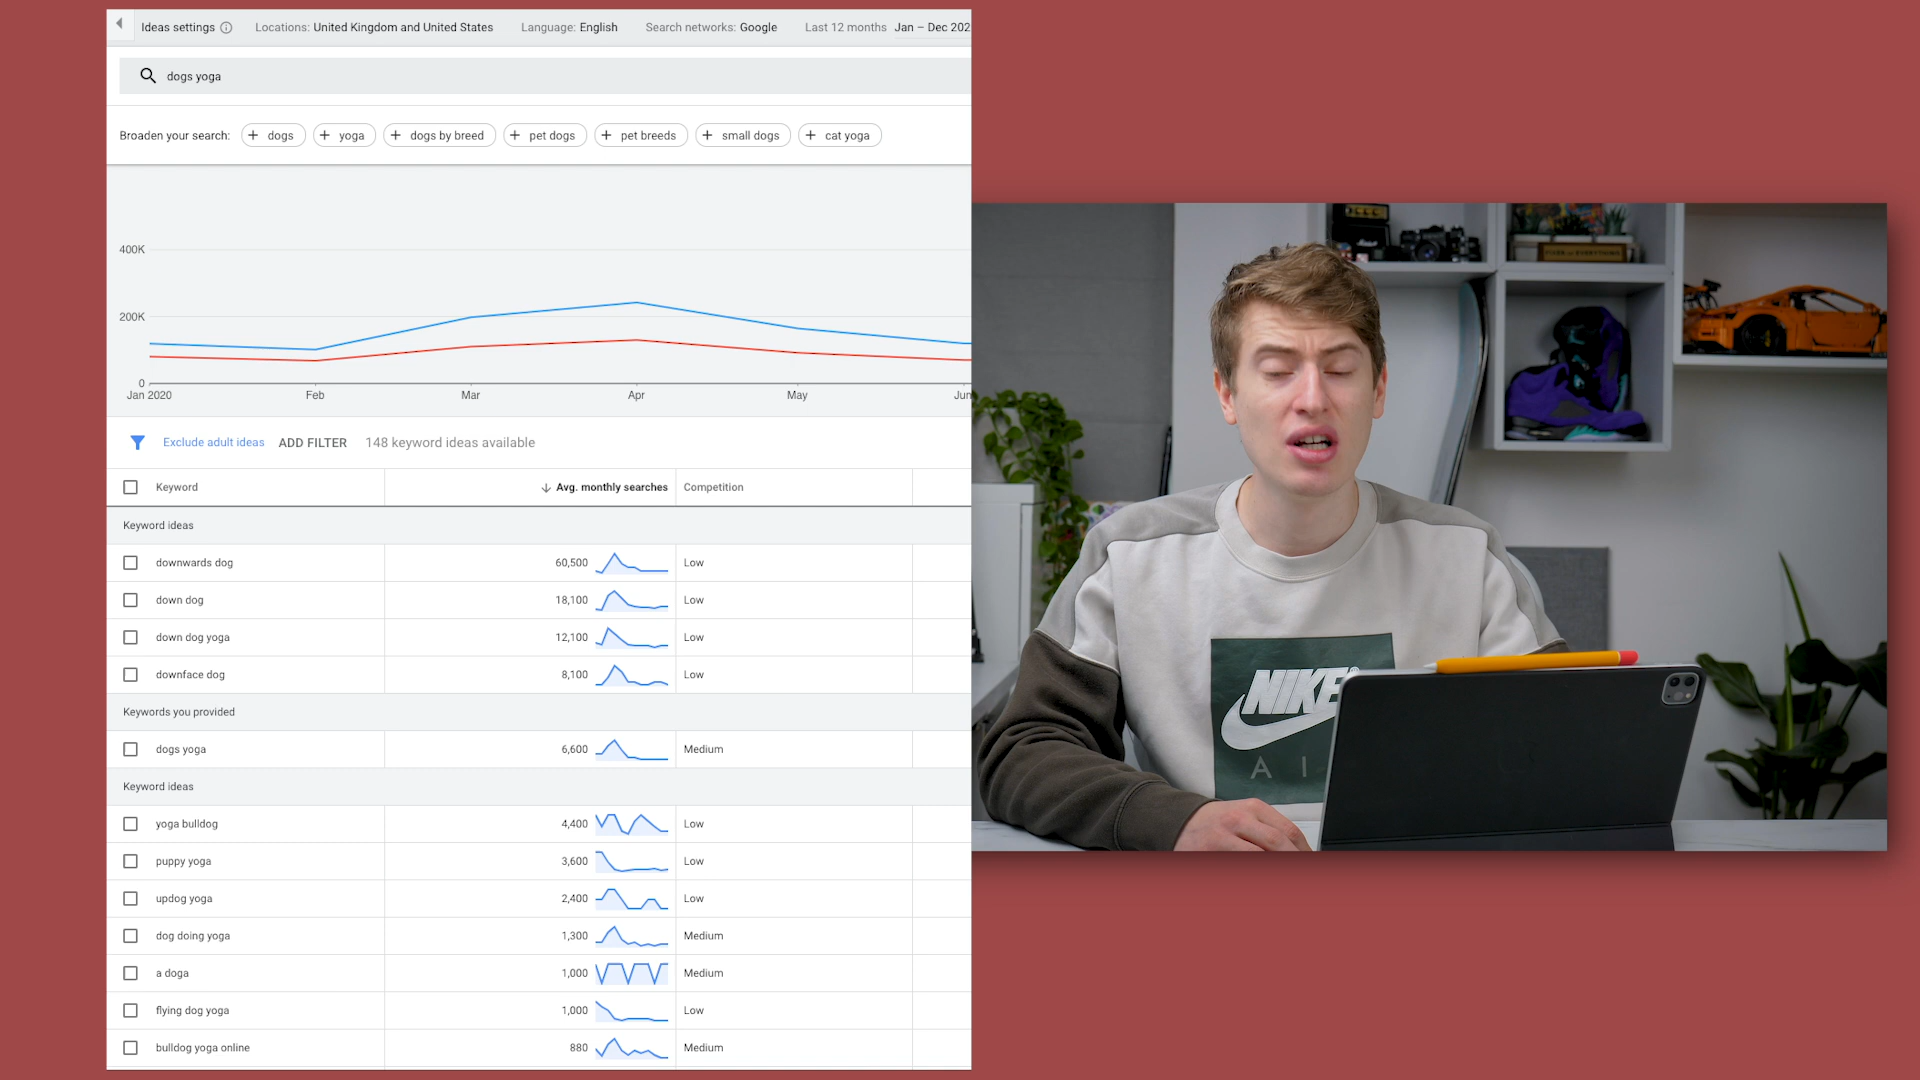 Ideas settings Locations: United Kingdom and United States Language: English Search networks: Google Last 12 months Jan – Dec 202
dogs yoga
Broaden your search: + dogs + yoga + dogs by breed + pet dogs + pet breeds + small dogs + cat yoga
400K
200K
0
Jan 2020 Feb Mar Apr May Jun
Exclude adult ideas ADD FILTER 148 keyword ideas available
Keyword Avg. monthly searches Competition
Keyword ideas
downwards dog 60,500 Low
down dog 18,100 Low
down dog yoga 12,100 Low
downface dog 8,100 Low
Keywords you provided
dogs yoga 6,600 Medium
Keyword ideas
yoga bulldog 4,400 Low
puppy yoga 3,600 Low
updog yoga 2,400 Low
dog doing yoga 1,300 Medium
a doga 1,000 Medium
flying dog yoga 1,000 Low
bulldog yoga online 880 Medium
NIKE
AI